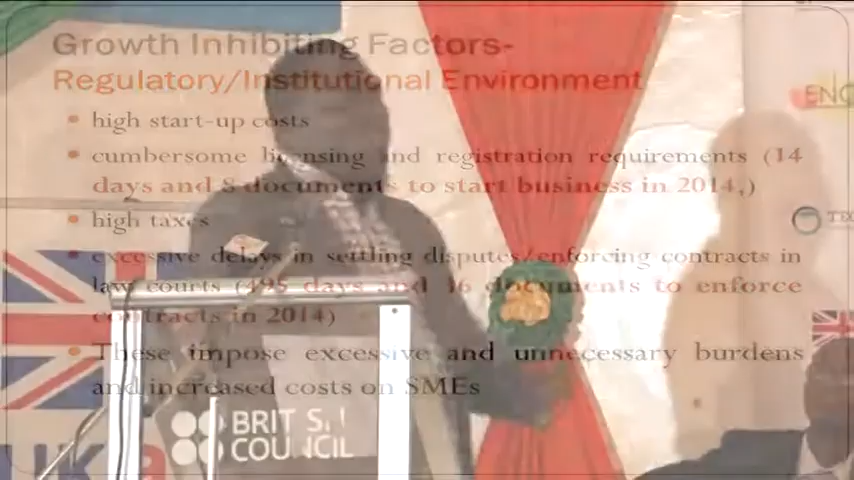 Growth Inhibiting Factors-
Regulatory/Institutional Environment
• high start-up costs
• cumbersome licensing and registration requirements (14
days and 8 documents to start business in 2014,)
• high taxes
• excessive delays in settling disputes/enforcing contracts in
law courts (495 days and 36 documents to enforce
contracts in 2014)
• These impose excessive and unnecessary burdens
and increased costs on SMEs
BRITISH
COUNCIL